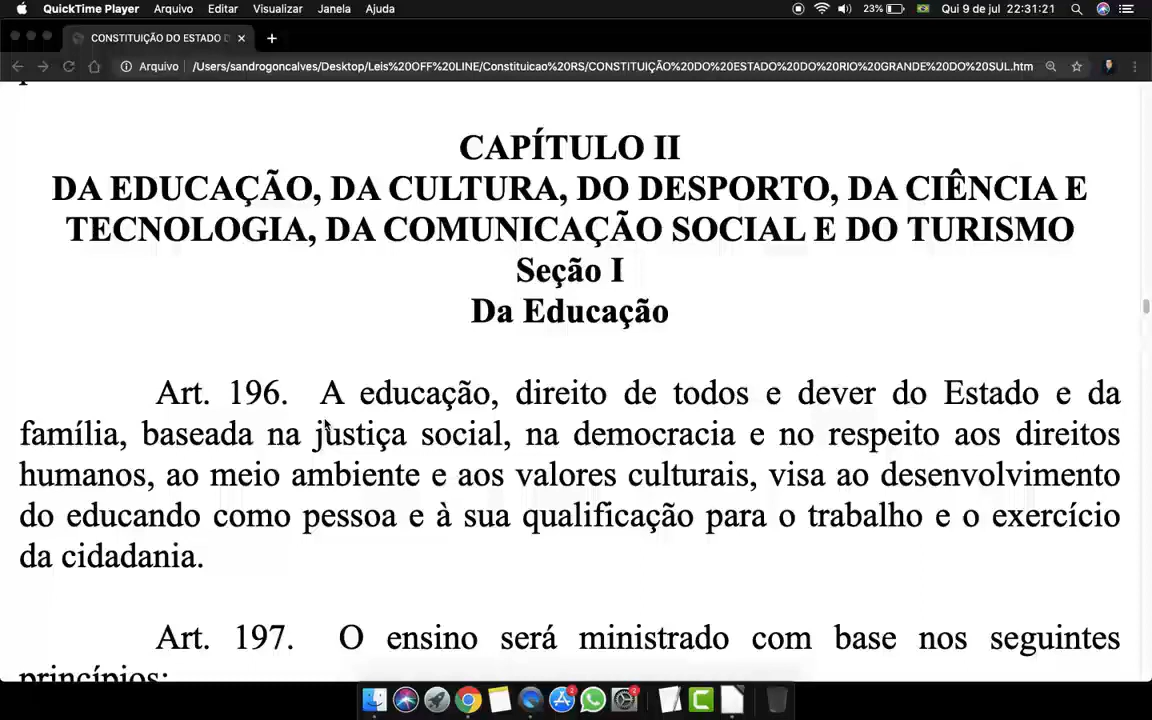 QuickTime Player Arquivo Editar Visualizar Janela Ajuda 23% Qui 9 de jul 22:31:21
CONSTITUIÇÃO DO ESTADO D
Arquivo /Users/sandrogoncalves/Desktop/Leis%20OFF%20LINE/Constituicao%20RS/CONSTITUIÇÃO%20DO%20ESTADO%20DO%20RIO%20GRANDE%20DO%20SUL.htm
CAPÍTULO II
DA EDUCAÇÃO, DA CULTURA, DO DESPORTO, DA CIÊNCIA E
TECNOLOGIA, DA COMUNICAÇÃO SOCIAL E DO TURISMO
Seção I
Da Educação
Art. 196. A educação, direito de todos e dever do Estado e da
família, baseada na justiça social, na democracia e no respeito aos direitos
humanos, ao meio ambiente e aos valores culturais, visa ao desenvolvimento
do educando como pessoa e à sua qualificação para o trabalho e o exercício
da cidadania.
Art. 197. O ensino será ministrado com base nos seguintes
princípios: